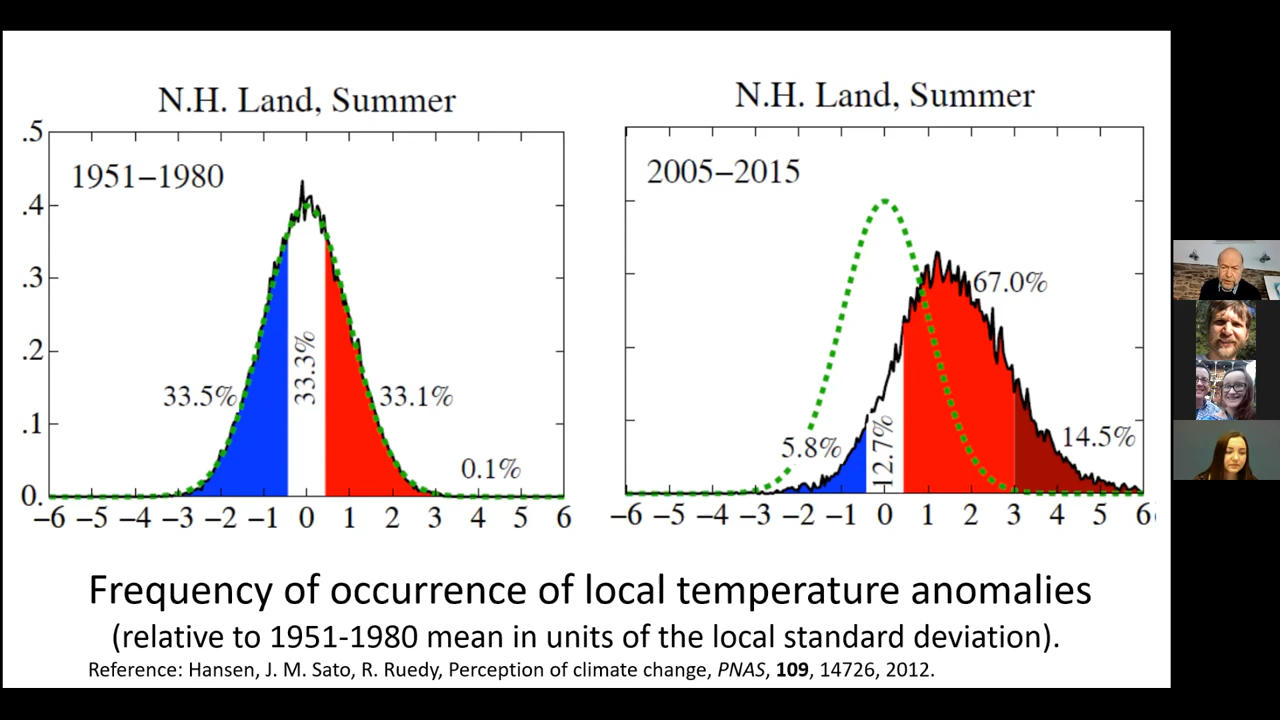 N.H. Land, Summer
1951–1980
.5
.4
.3
.2
.1
0.
33.5%
33.3%
33.1%
0.1%
–6 –5 –4 –3 –2 –1 0 1 2 3 4 5 6
N.H. Land, Summer
2005–2015
67.0%
5.8%
12.7%
14.5%
–6 –5 –4 –3 –2 –1 0 1 2 3 4 5 6
Frequency of occurrence of local temperature anomalies
(relative to 1951-1980 mean in units of the local standard deviation).
Reference: Hansen, J. M. Sato, R. Ruedy, Perception of climate change, PNAS, 109, 14726, 2012.